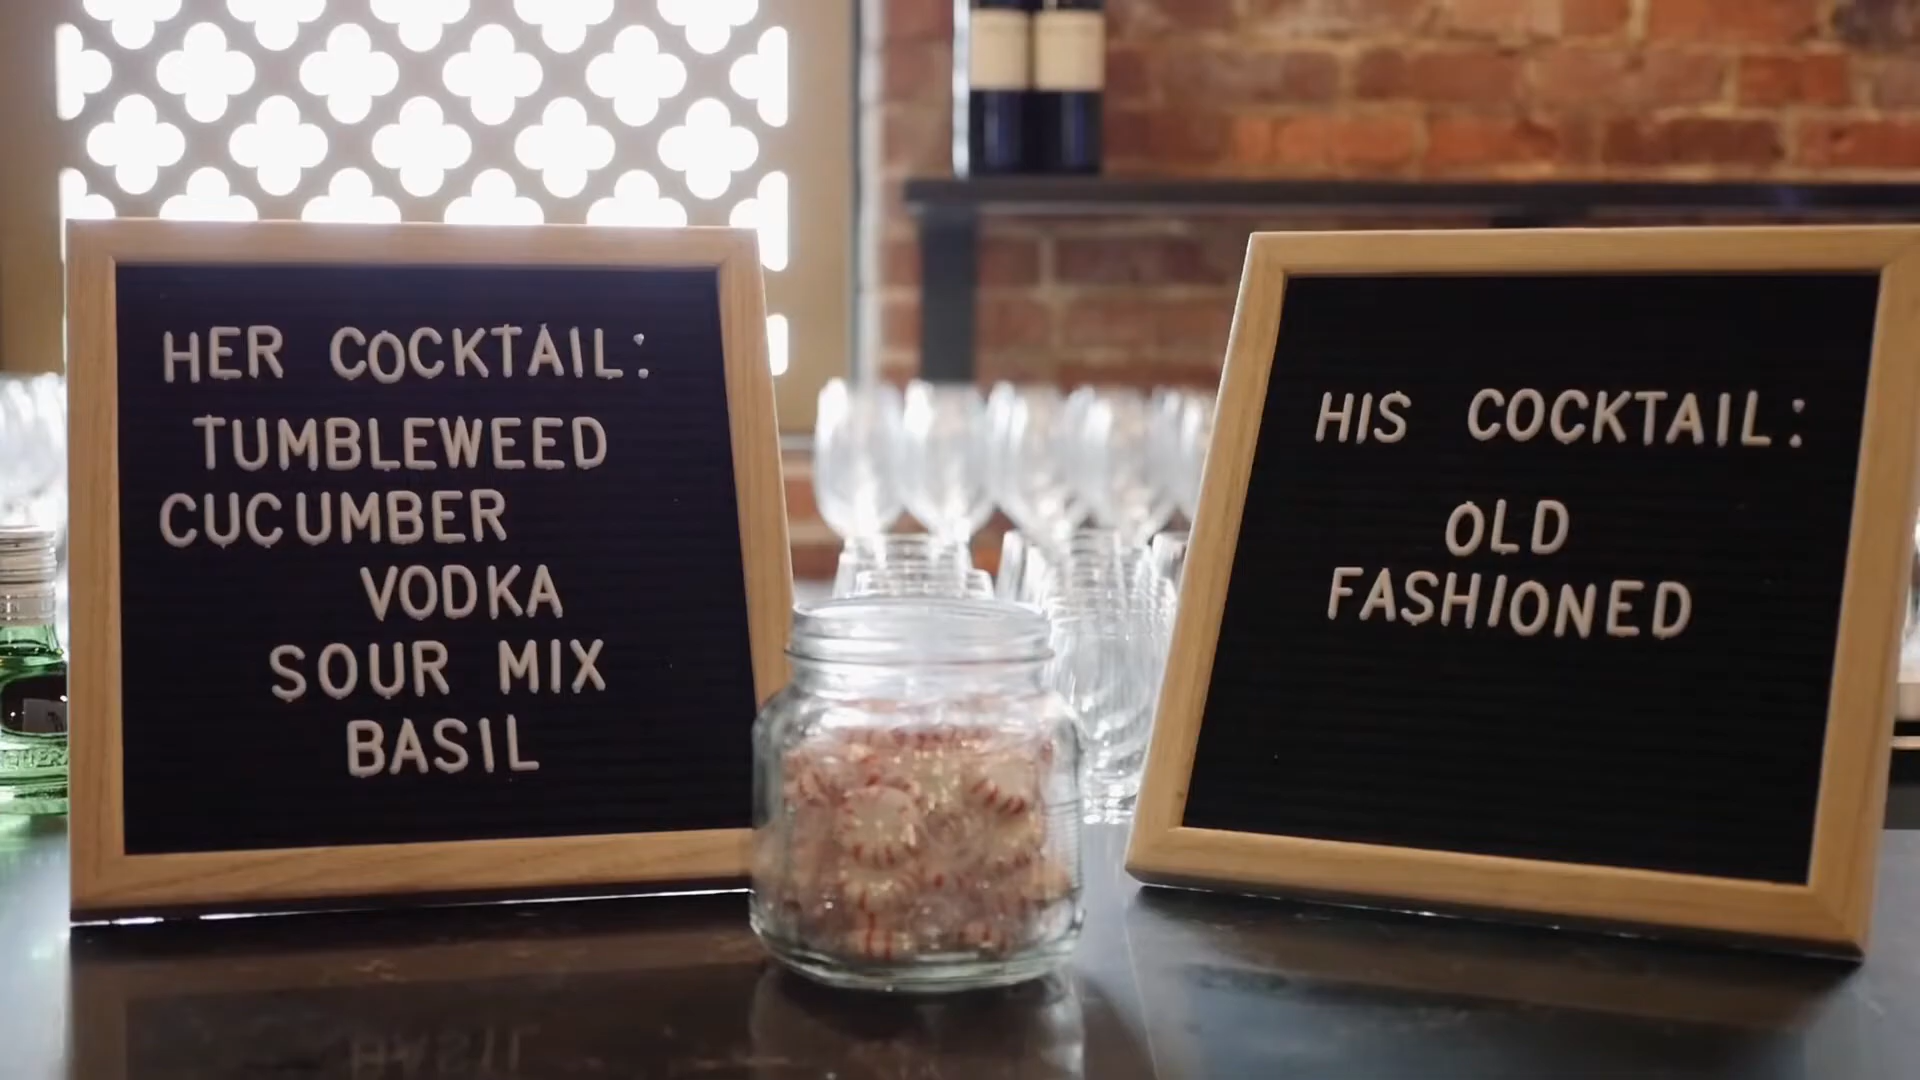 HER COCKTAIL:
TUMBLEWEED
CUCUMBER
VODKA
SOUR MIX
BASIL
HIS COCKTAIL:
OLD
FASHIONED